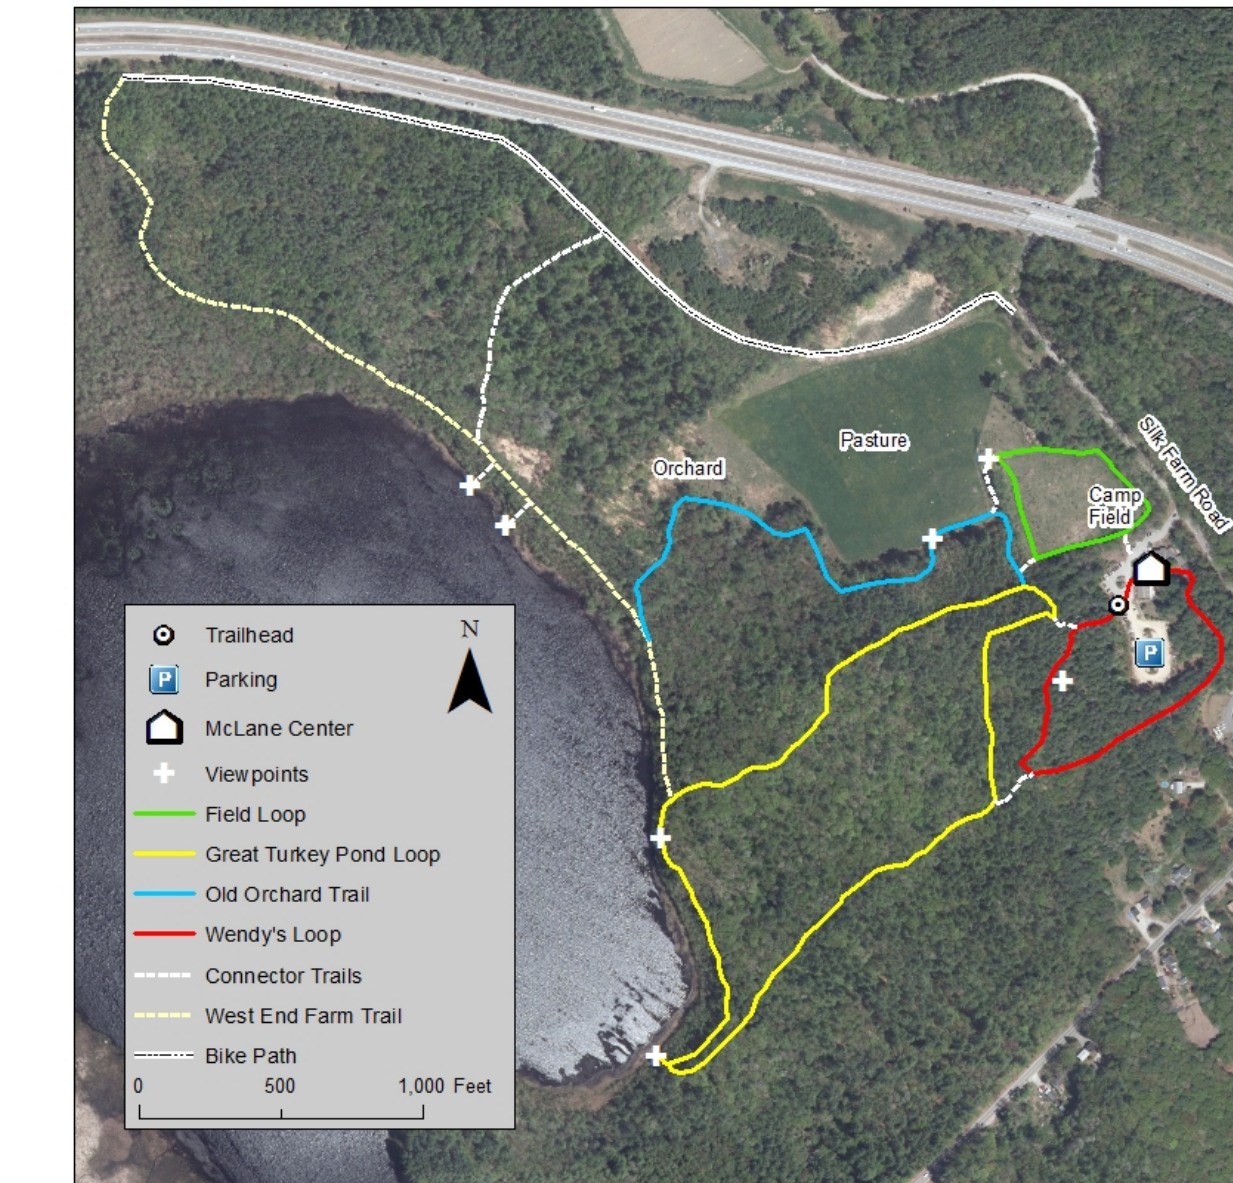 Silk Farm Road
Pasture
Orchard
Camp
Field
P
N
Trailhead
P
Parking
McLane Center
Viewpoints
Field Loop
Great Turkey Pond Loop
Old Orchard Trail
Wendy's Loop
Connector Trails
West End Farm Trail
Bike Path
0 500 1,000 Feet